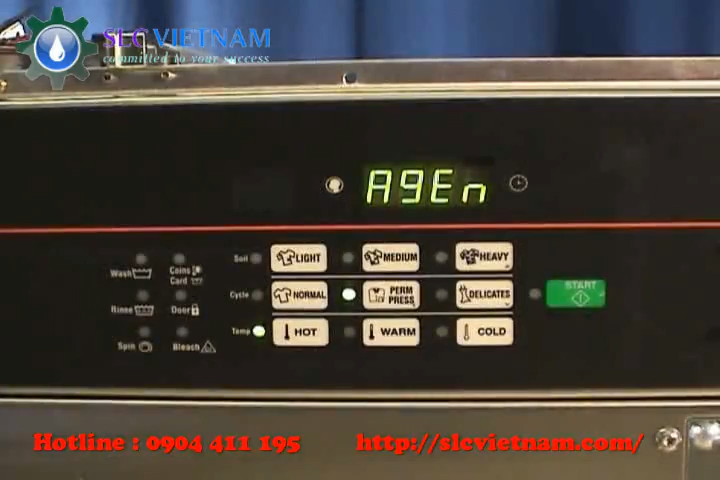 SLC VIETNAM
committed to your success
A9En
Soil LIGHT MEDIUM HEAVY
Wash Coins
Card
Cycle NORMAL PERM PRESS DELICATES START
Rinse Door
Temp HOT WARM COLD
Spin Bleach
Hotline : 0904 411 195 http://slcvietnam.com/